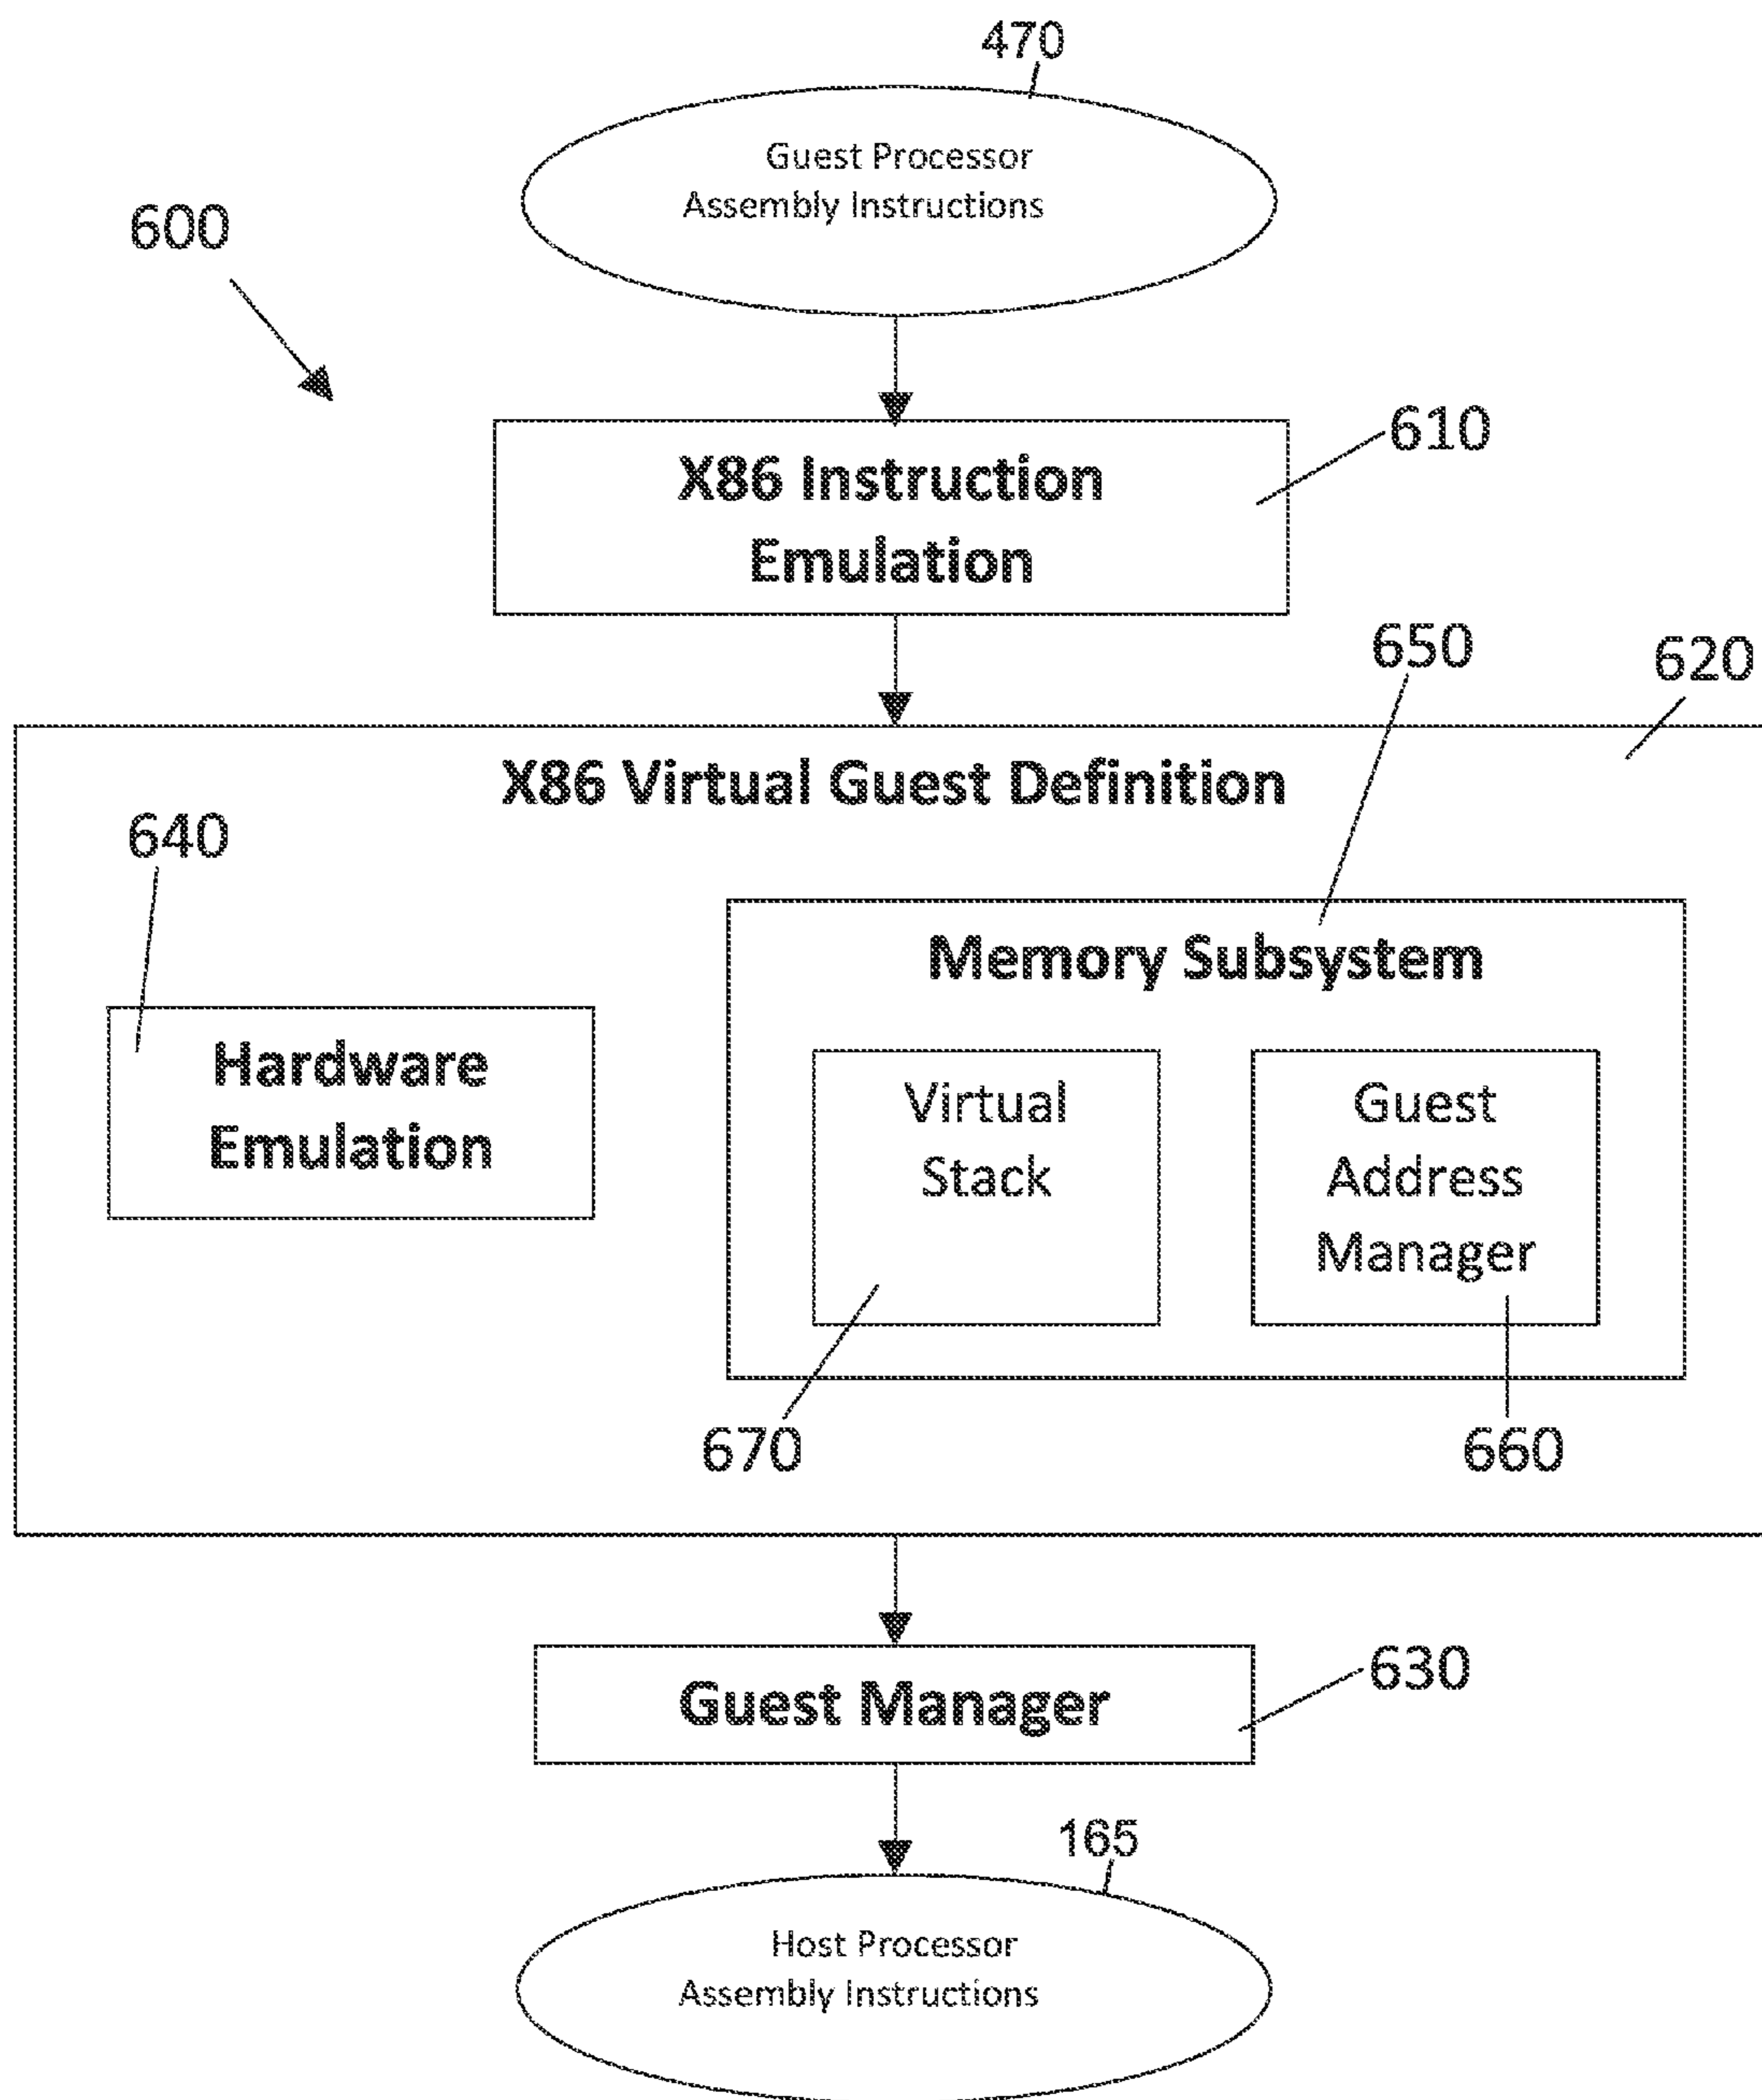 470
Guest Processor
Assembly Instructions
600
610
X86 Instruction
Emulation
650
620
X86 Virtual Guest Definition
640
Memory Subsystem
Hardware
Emulation
Virtual
Stack
Guest
Address
Manager
670
660
630
Guest Manager
165
Host Processor
Assembly Instructions